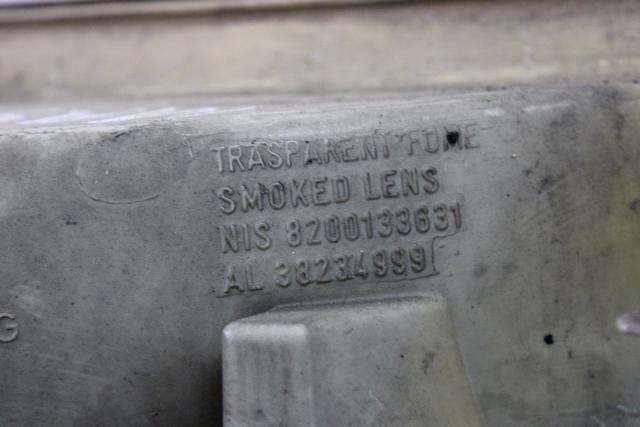 TRASPARENT FUME
SMOKED LENS
NIS 8200133631
AL 38234999
G